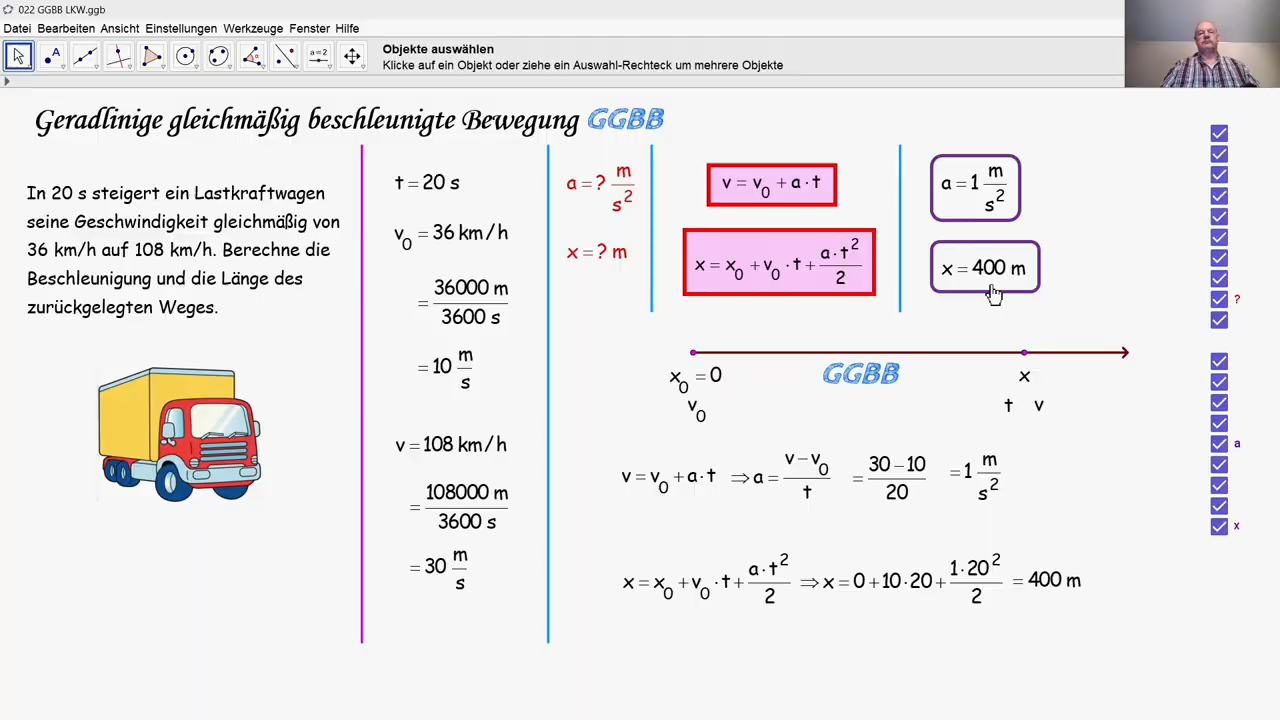 022 GGBB LKW.ggb
Datei Bearbeiten Ansicht Einstellungen Werkzeuge Fenster Hilfe
A
a=2
Objekte auswählen
Klicke auf ein Objekt oder ziehe ein Auswahl-Rechteck um mehrere Objekte
Geradlinige gleichmäßig beschleunigte Bewegung GGBB
In 20 s steigert ein Lastkraftwagen
seine Geschwindigkeit gleichmäßig von
36 km/h auf 108 km/h. Berechne die
Beschleunigung und die Länge des
zurückgelegten Weges.
t = 20 s
v₀ = 36 km/h
= 36000 m / 3600 s
= 10 m/s
v = 108 km/h
= 108000 m / 3600 s
= 30 m/s
a = ? m/s²
x = ? m
v = v₀ + a · t
x = x₀ + v₀ · t + a · t² / 2
a = 1 m/s²
x = 400 m
x₀ = 0
v₀
GGBB
x
t v
v = v₀ + a · t ⇒ a = v − v₀ / t = 30 − 10 / 20 = 1 m/s²
x = x₀ + v₀ · t + a · t² / 2 ⇒ x = 0 + 10 · 20 + 1 · 20² / 2 = 400 m
?
a
x